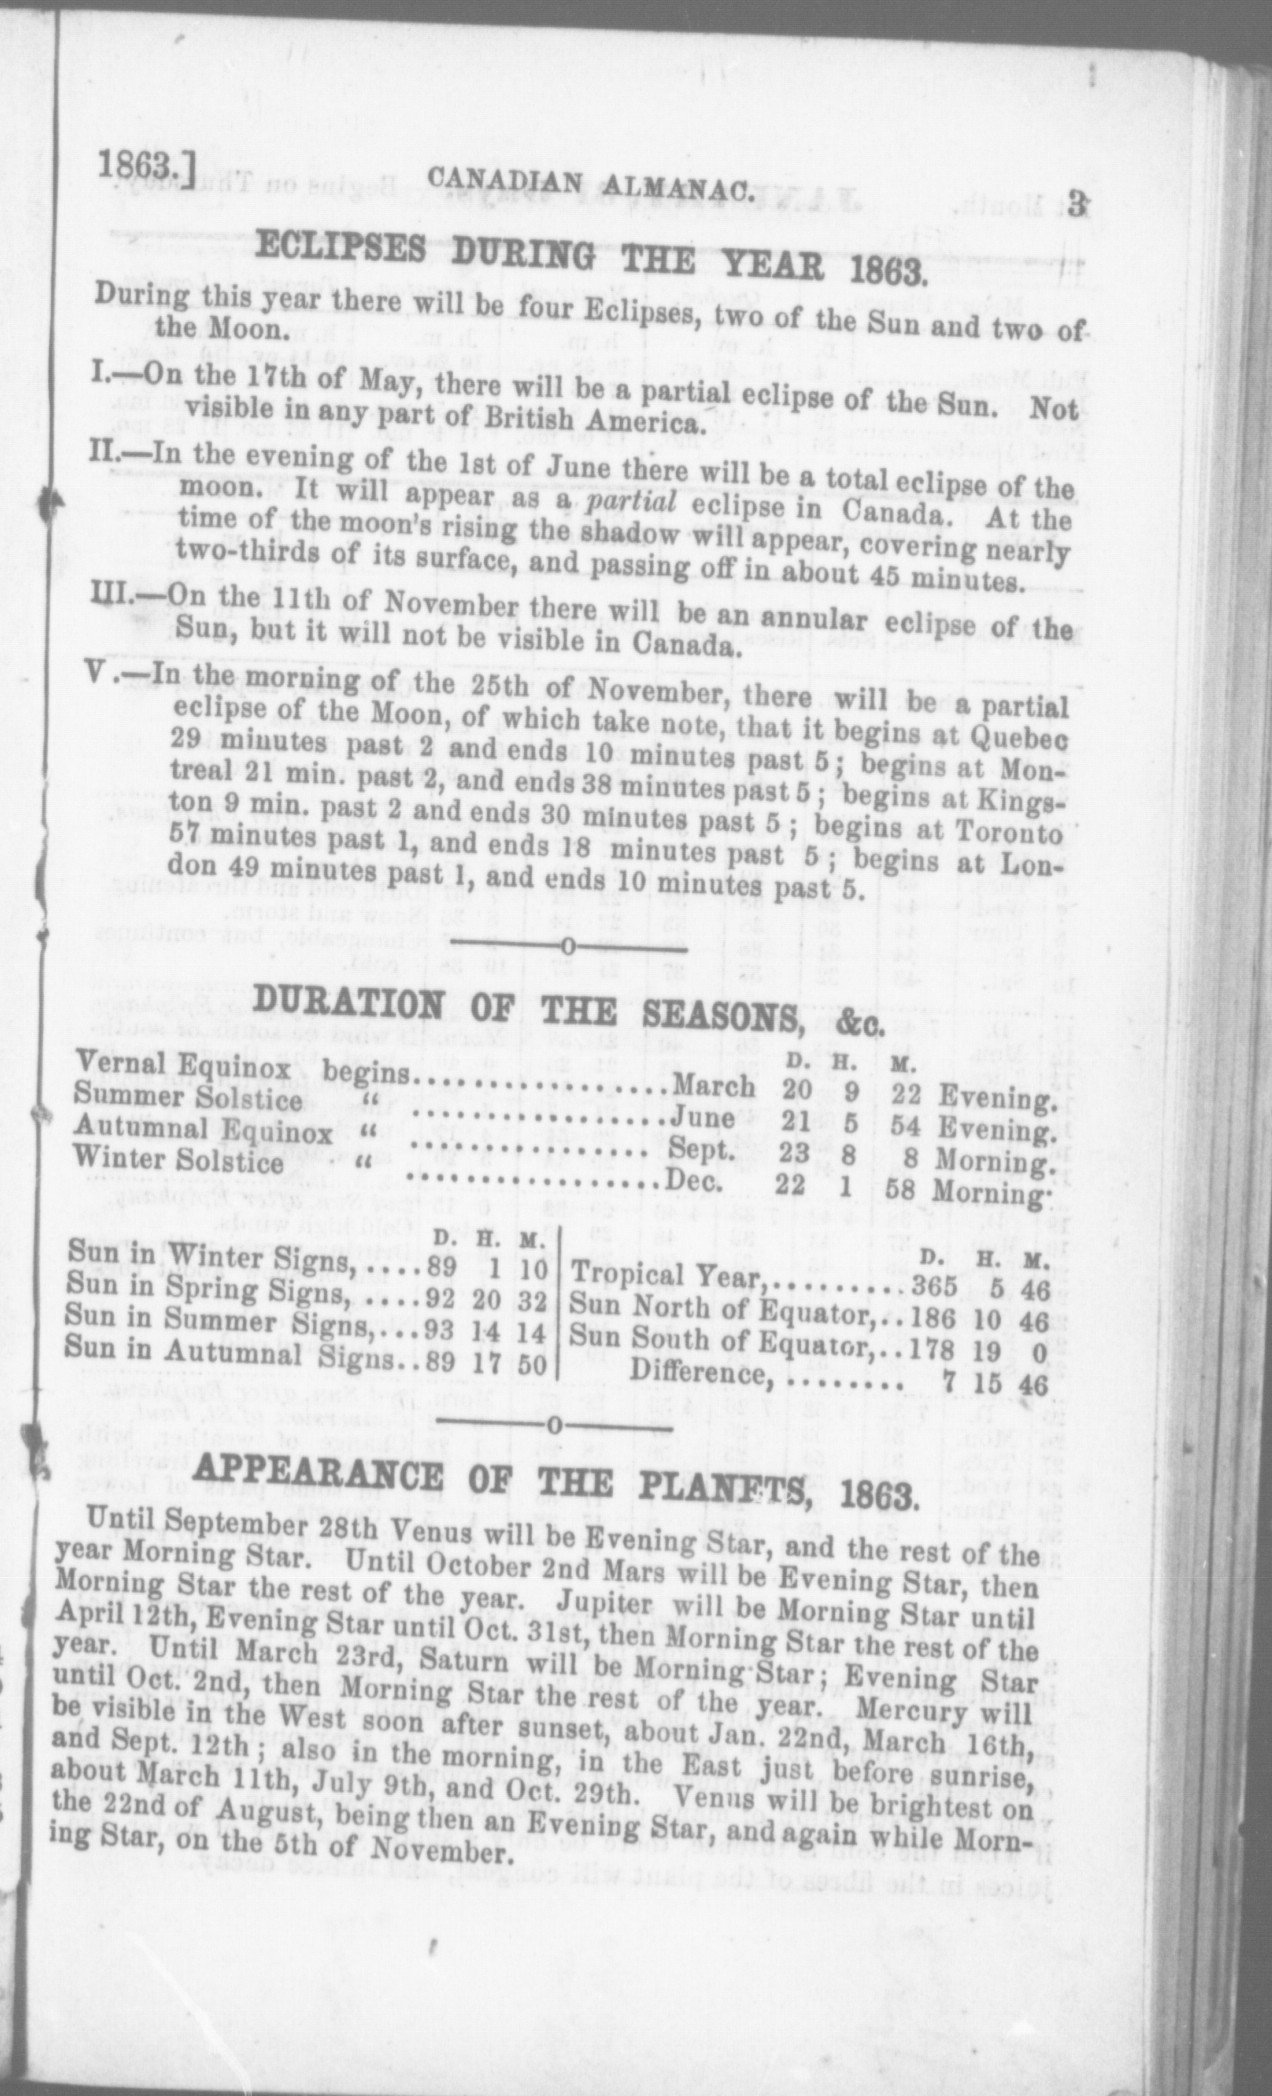 1863.] CANADIAN ALMANAC. 3
ECLIPSES DURING THE YEAR 1863.
During this year there will be four Eclipses, two of the Sun and two of
the Moon.
I.—On the 17th of May, there will be a partial eclipse of the Sun. Not
visible in any part of British America.
II.—In the evening of the 1st of June there will be a total eclipse of the
moon. It will appear as a partial eclipse in Canada. At the
time of the moon's rising the shadow will appear, covering nearly
two-thirds of its surface, and passing off in about 45 minutes.
III.—On the 11th of November there will be an annular eclipse of the
Sun, but it will not be visible in Canada.
V.—In the morning of the 25th of November, there will be a partial
eclipse of the Moon, of which take note, that it begins at Quebec
29 minutes past 2 and ends 10 minutes past 5; begins at Mon-
treal 21 min. past 2, and ends 38 minutes past 5; begins at Kings-
ton 9 min. past 2 and ends 30 minutes past 5; begins at Toronto
57 minutes past 1, and ends 18 minutes past 5; begins at Lon-
don 49 minutes past 1, and ends 10 minutes past 5.
DURATION OF THE SEASONS, &c.
D. H. M.
Vernal Equinox begins.................March 20 9 22 Evening.
Summer Solstice “ .................June 21 5 54 Evening.
Autumnal Equinox “ ................ Sept. 23 8 8 Morning.
Winter Solstice “ .................Dec. 22 1 58 Morning.
D. H. M.
Sun in Winter Signs, ....89 1 10
Sun in Spring Signs, ....92 20 32
Sun in Summer Signs,...93 14 14
Sun in Autumnal Signs..89 17 50
D. H. M.
Tropical Year,.........365 5 46
Sun North of Equator,..186 10 46
Sun South of Equator,..178 19 0
Difference, ........ 7 15 46
APPEARANCE OF THE PLANETS, 1863.
Until September 28th Venus will be Evening Star, and the rest of the
year Morning Star. Until October 2nd Mars will be Evening Star, then
Morning Star the rest of the year. Jupiter will be Morning Star until
April 12th, Evening Star until Oct. 31st, then Morning Star the rest of the
year. Until March 23rd, Saturn will be Morning Star; Evening Star
until Oct. 2nd, then Morning Star the rest of the year. Mercury will
be visible in the West soon after sunset, about Jan. 22nd, March 16th,
and Sept. 12th; also in the morning, in the East just before sunrise,
about March 11th, July 9th, and Oct. 29th. Venus will be brightest on
the 22nd of August, being then an Evening Star, and again while Morn-
ing Star, on the 5th of November.